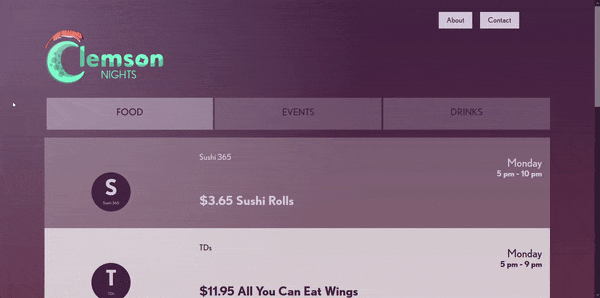 About Contact
Clemson
NIGHTS
FOOD EVENTS DRINKS
Sushi 365
Monday
5 pm - 10 pm
S
Sushi 365
$3.65 Sushi Rolls
TDs
Monday
5 pm - 9 pm
T
TDs
$11.95 All You Can Eat Wings